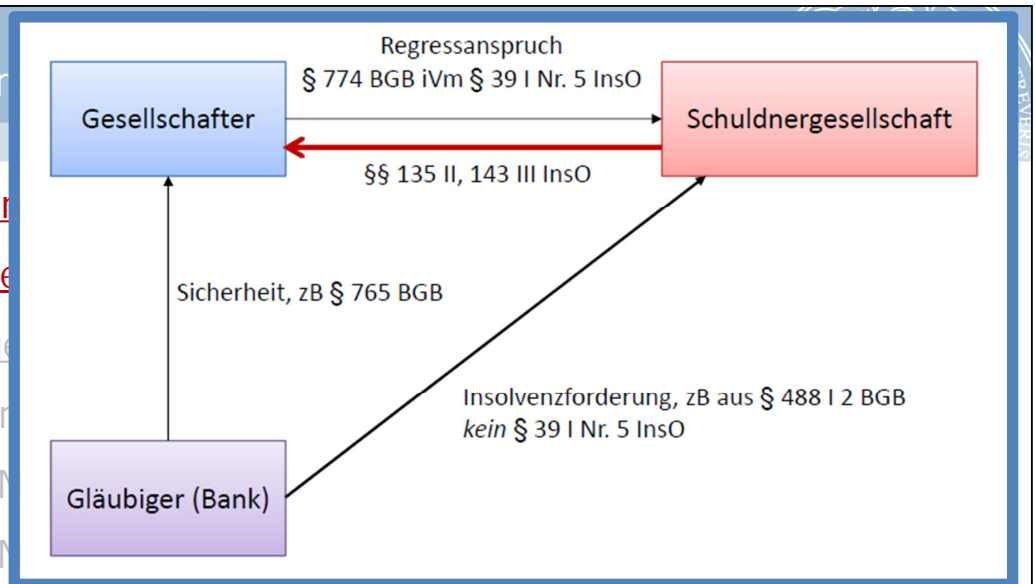 Regressanspruch
§ 774 BGB iVm § 39 I Nr. 5 InsO
Gesellschafter
Schuldnergesellschaft
§§ 135 II, 143 III InsO
Sicherheit, zB § 765 BGB
Insolvenzforderung, zB aus § 488 I 2 BGB
kein § 39 I Nr. 5 InsO
Gläubiger (Bank)